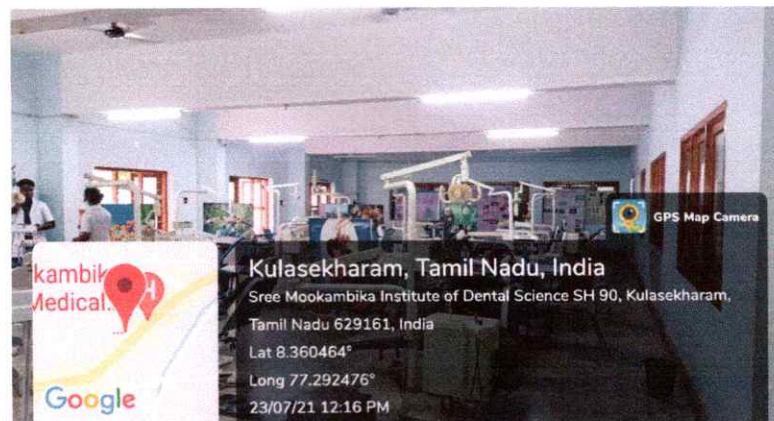 GPS Map Camera
kambik
Medical...
H
Google
Kulasekharam, Tamil Nadu, India
Sree Mookambika Institute of Dental Science SH 90, Kulasekharam,
Tamil Nadu 629161, India
Lat 8.360464°
Long 77.292476°
23/07/21 12:16 PM